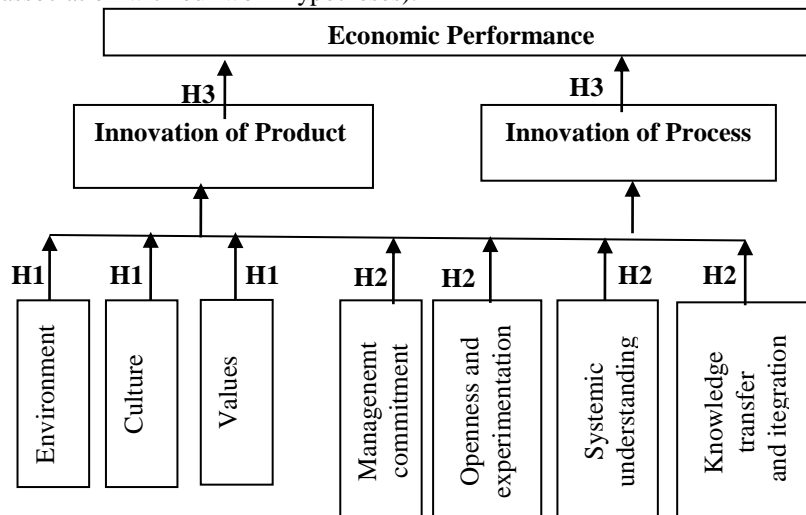 Economic Performance
H3
H3
Innovation of Product
Innovation of Process
H1
H1
H1
H2
H2
H2
H2
Environment
Culture
Values
Managenemt
commitment
Openness and
experimentation
Systemic
understanding
Knowledge
transfer
and itegration